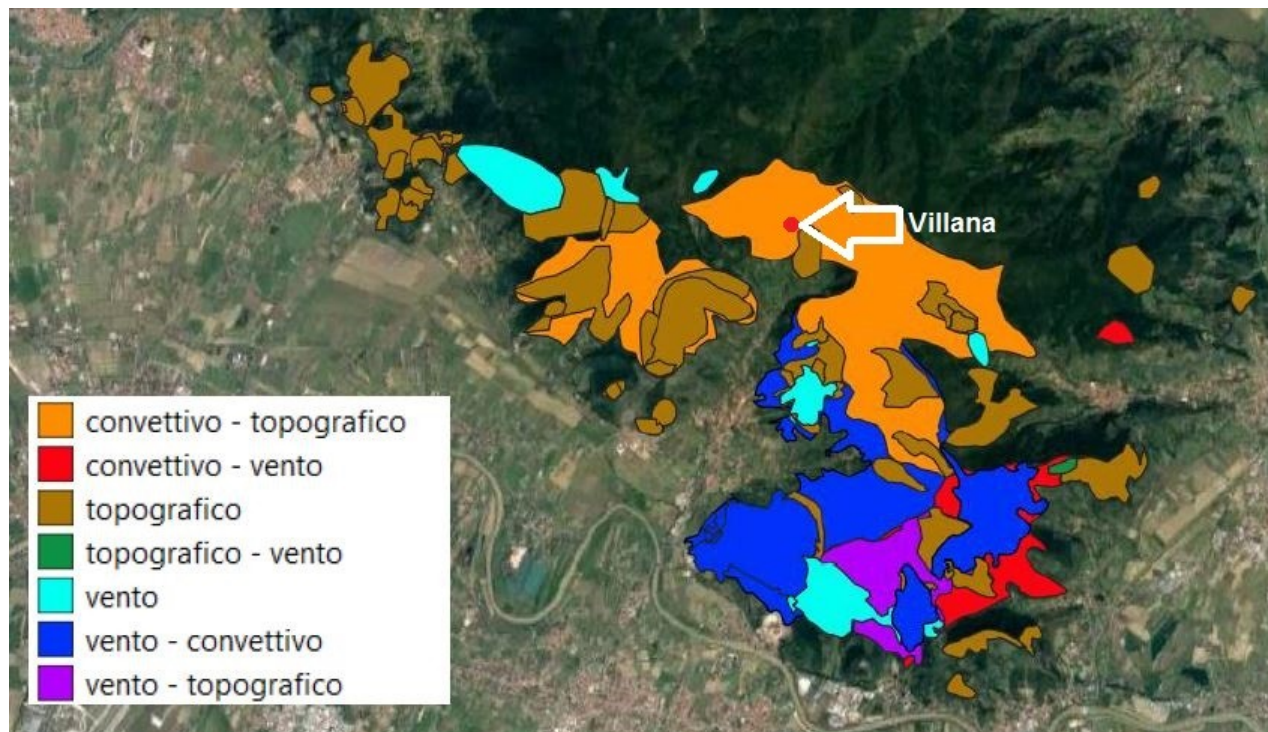 Villana
convettivo - topografico
convettivo - vento
topografico
topografico - vento
vento
vento - convettivo
vento - topografico